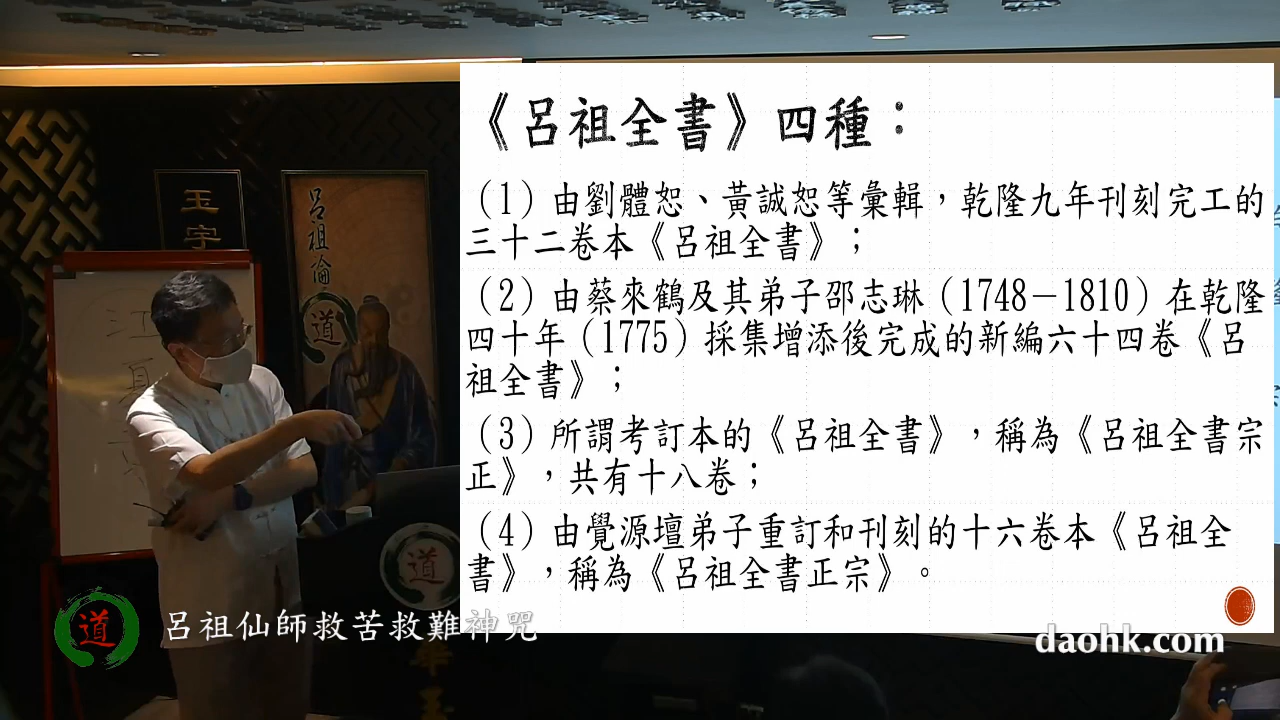 《呂祖全書》四種：
（1）由劉體恕、黃誠恕等彙輯，乾隆九年刊刻完工的
三十二卷本《呂祖全書》；
（2）由蔡來鶴及其弟子邵志琳（1748－1810）在乾隆
四十年（1775）採集增添後完成的新編六十四卷《呂
祖全書》；
（3）所謂考訂本的《呂祖全書》，稱為《呂祖全書宗
正》，共有十八卷；
（4）由覺源壇弟子重訂和刊刻的十六卷本《呂祖全
書》，稱為《呂祖全書正宗》。
玉宇
呂祖倫
道
江夏
道
道
呂祖仙師救苦救難神咒
daohk.com